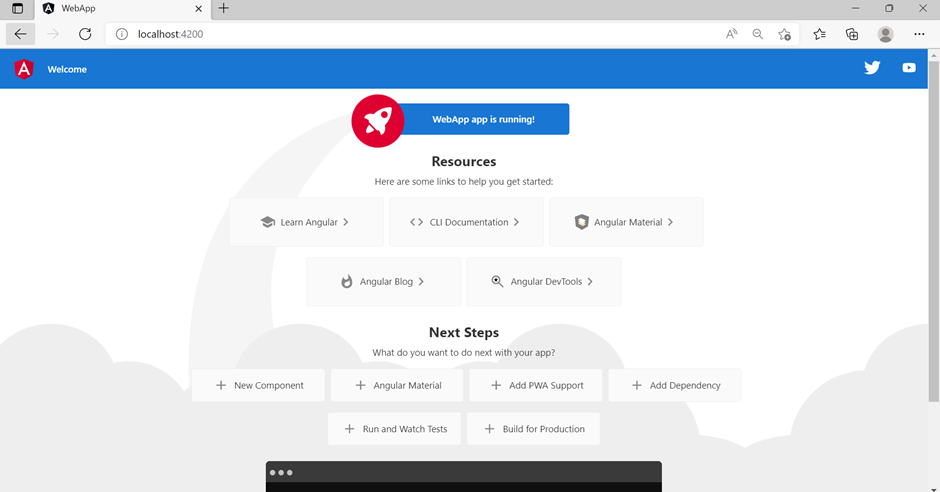 WebApp
localhost:4200
Welcome
WebApp app is running!
Resources
Here are some links to help you get started:
Learn Angular
CLI Documentation
Angular Material
Angular Blog
Angular DevTools
Next Steps
What do you want to do next with your app?
New Component
Angular Material
Add PWA Support
Add Dependency
Run and Watch Tests
Build for Production